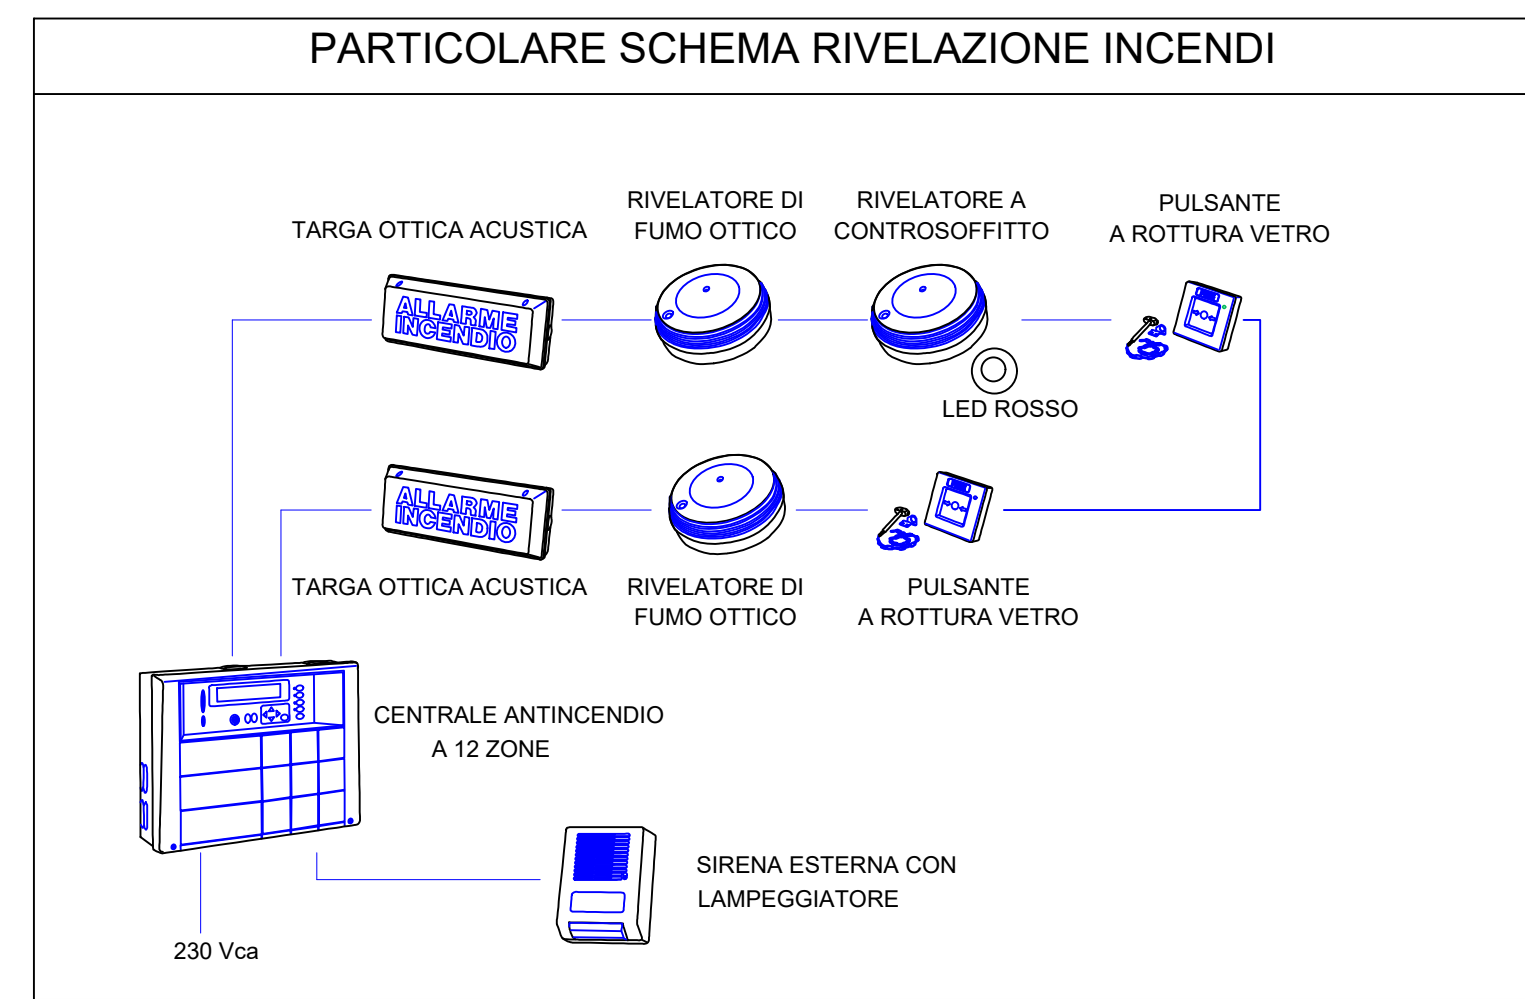 PARTICOLARE SCHEMA RIVELAZIONE INCENDI
TARGA OTTICA ACUSTICA
RIVELATORE DI
FUMO OTTICO
RIVELATORE A
CONTROSOFFITTO
PULSANTE
A ROTTURA VETRO
ALLARME
INCENDIO
LED ROSSO
ALLARME
INCENDIO
TARGA OTTICA ACUSTICA
RIVELATORE DI
FUMO OTTICO
PULSANTE
A ROTTURA VETRO
CENTRALE ANTINCENDIO
A 12 ZONE
SIRENA ESTERNA CON
LAMPEGGIATORE
230 Vca